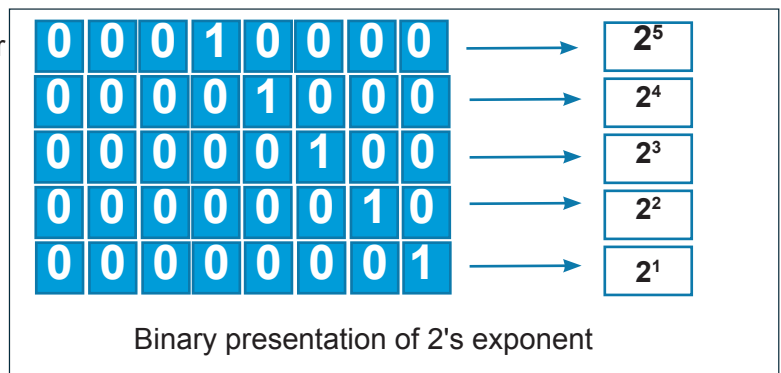 r
0 0 0 1 0 0 0 0 2⁵
0 0 0 0 1 0 0 0 2⁴
0 0 0 0 0 1 0 0 2³
0 0 0 0 0 0 1 0 2²
0 0 0 0 0 0 0 1 2¹
Binary presentation of 2's exponent